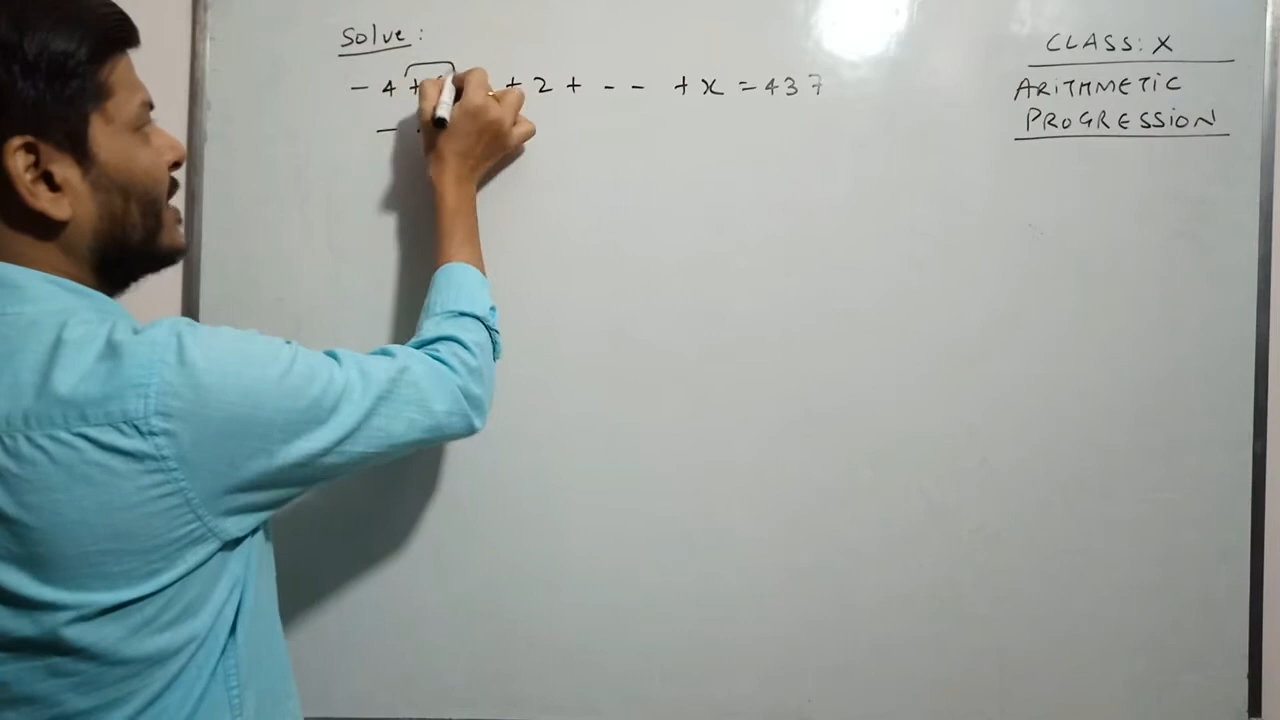 Solve:
- 4 + + 2 + - - + x = 437
-
CLASS: X
ARITHMETIC
PROGRESSION